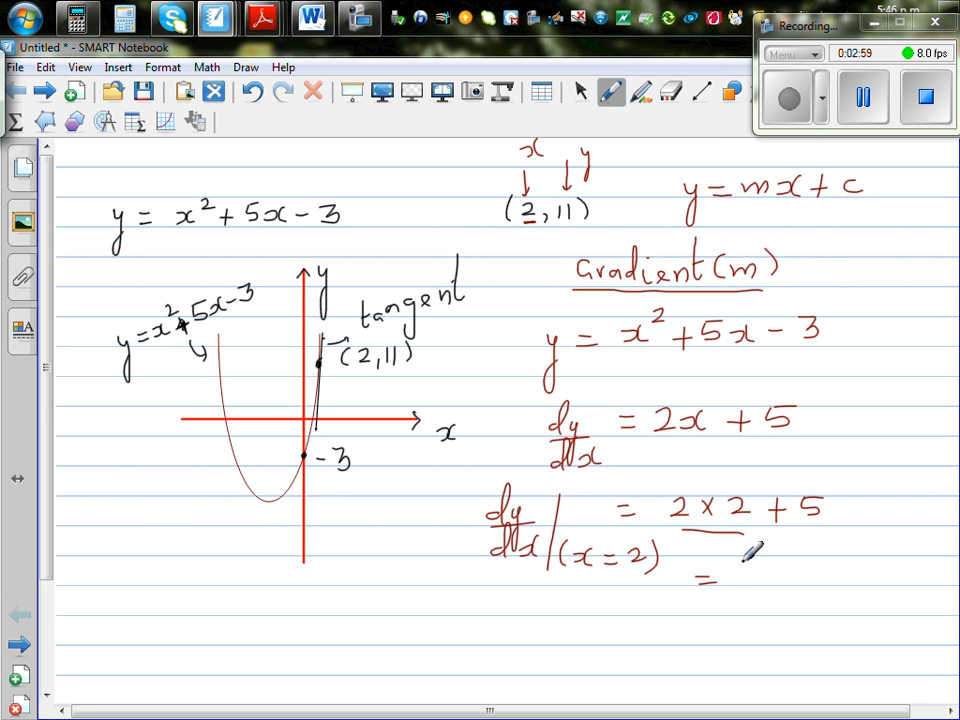 5:46 p.m.
Recording...
Untitled * - SMART Notebook
Menu
0:02:59
8.0 fps
File Edit View Insert Format Math Draw Help
x y
(2, 11)
y = mx + c
y = x² + 5x - 3
Gradient (m)
y = x² + 5x - 3
y
tangent
(2, 11)
y = x² + 5x - 3
dy/dx = 2x + 5
x
-3
dy/dx /(x = 2) = 2 × 2 + 5
=